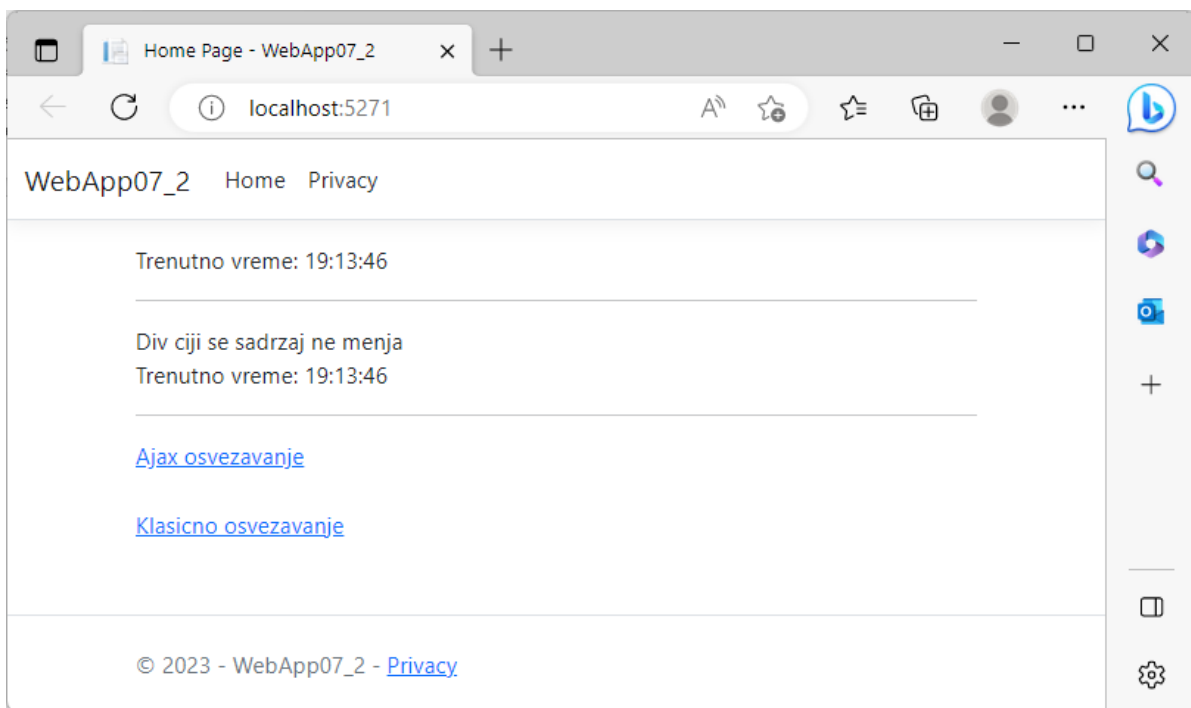 Home Page - WebApp07_2
localhost:5271
WebApp07_2 Home Privacy
Trenutno vreme: 19:13:46
Div ciji se sadrzaj ne menja
Trenutno vreme: 19:13:46
Ajax osvezavanje
Klasicno osvezavanje
© 2023 - WebApp07_2 - Privacy